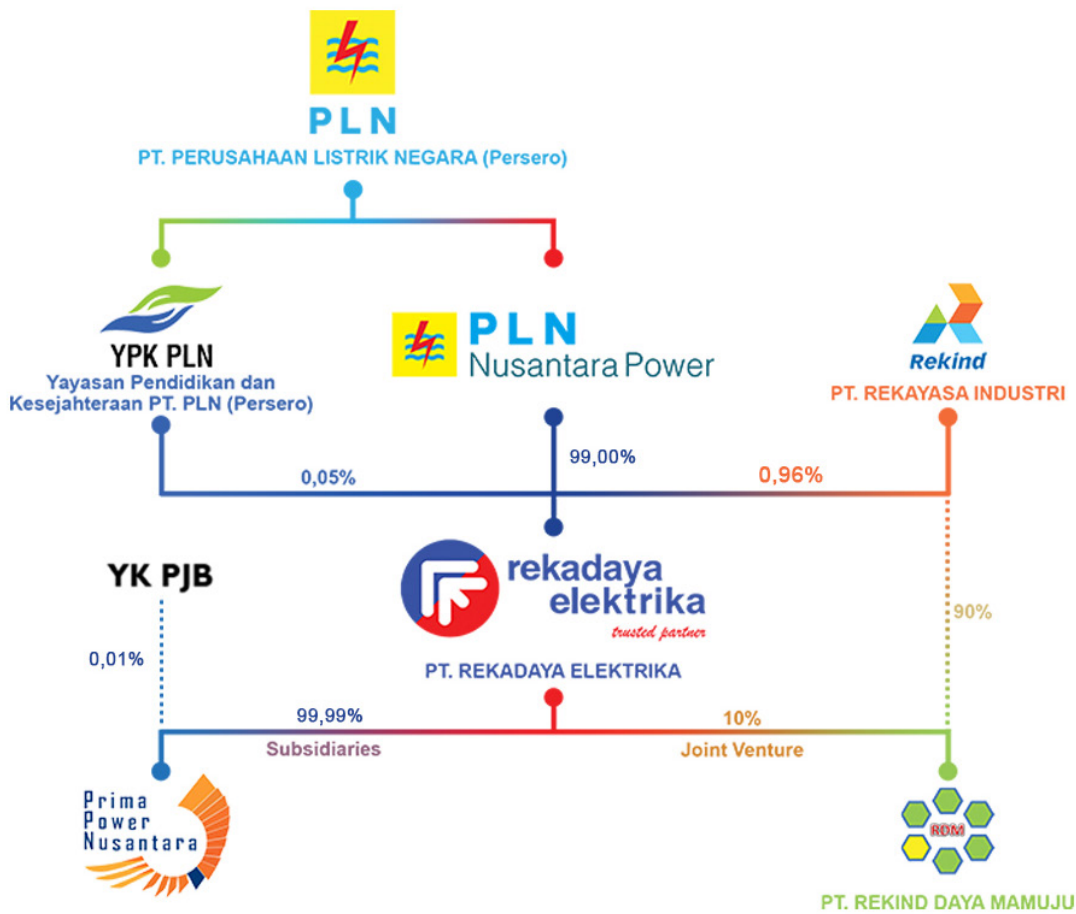 PLN
PT. PERUSAHAAN LISTRIK NEGARA (Persero)
YPK PLN
Yayasan Pendidikan dan
Kesejahteraan PT. PLN (Persero)
PLN
Nusantara Power
Rekind
PT. REKAYASA INDUSTRI
0,05%
99,00%
0,96%
YK PJB
0,01%
rekadaya
elektrika
trusted partner
PT. REKADAYA ELEKTRIKA
90%
99,99%
Subsidiaries
10%
Joint Venture
Prima
Power
Nusantara
RDM
PT. REKIND DAYA MAMUJU